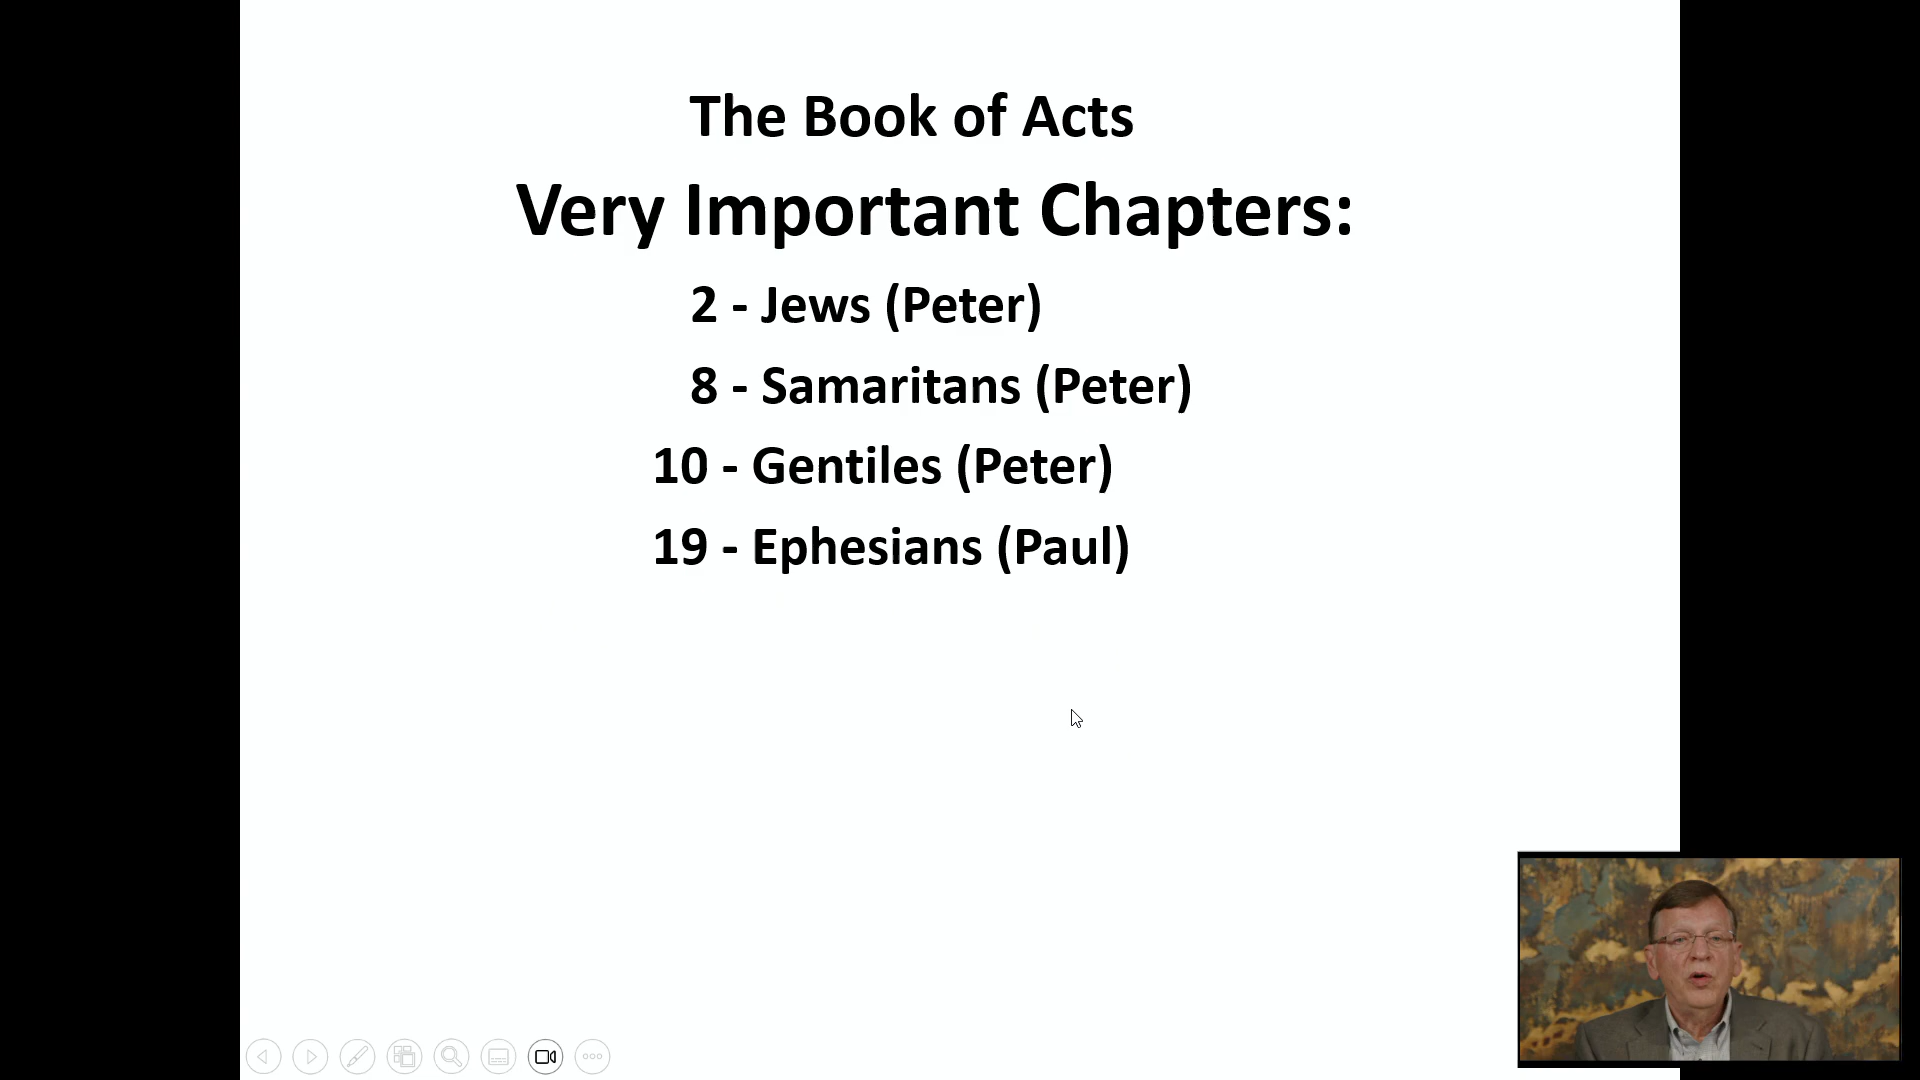 The Book of Acts
Very Important Chapters:
2 - Jews (Peter)
8 - Samaritans (Peter)
10 - Gentiles (Peter)
19 - Ephesians (Paul)